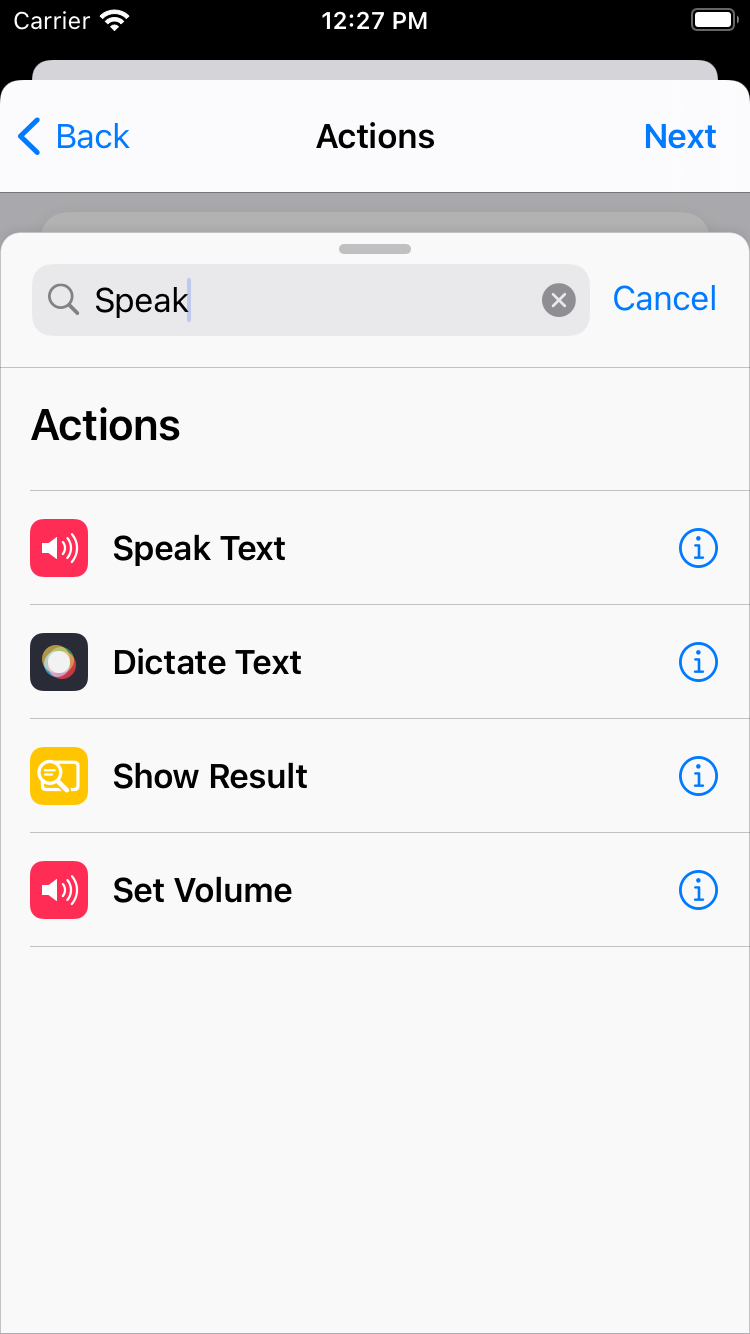 Carrier 12:27 PM
Back Actions Next
Speak Cancel
Actions
Speak Text
Dictate Text
Show Result
Set Volume